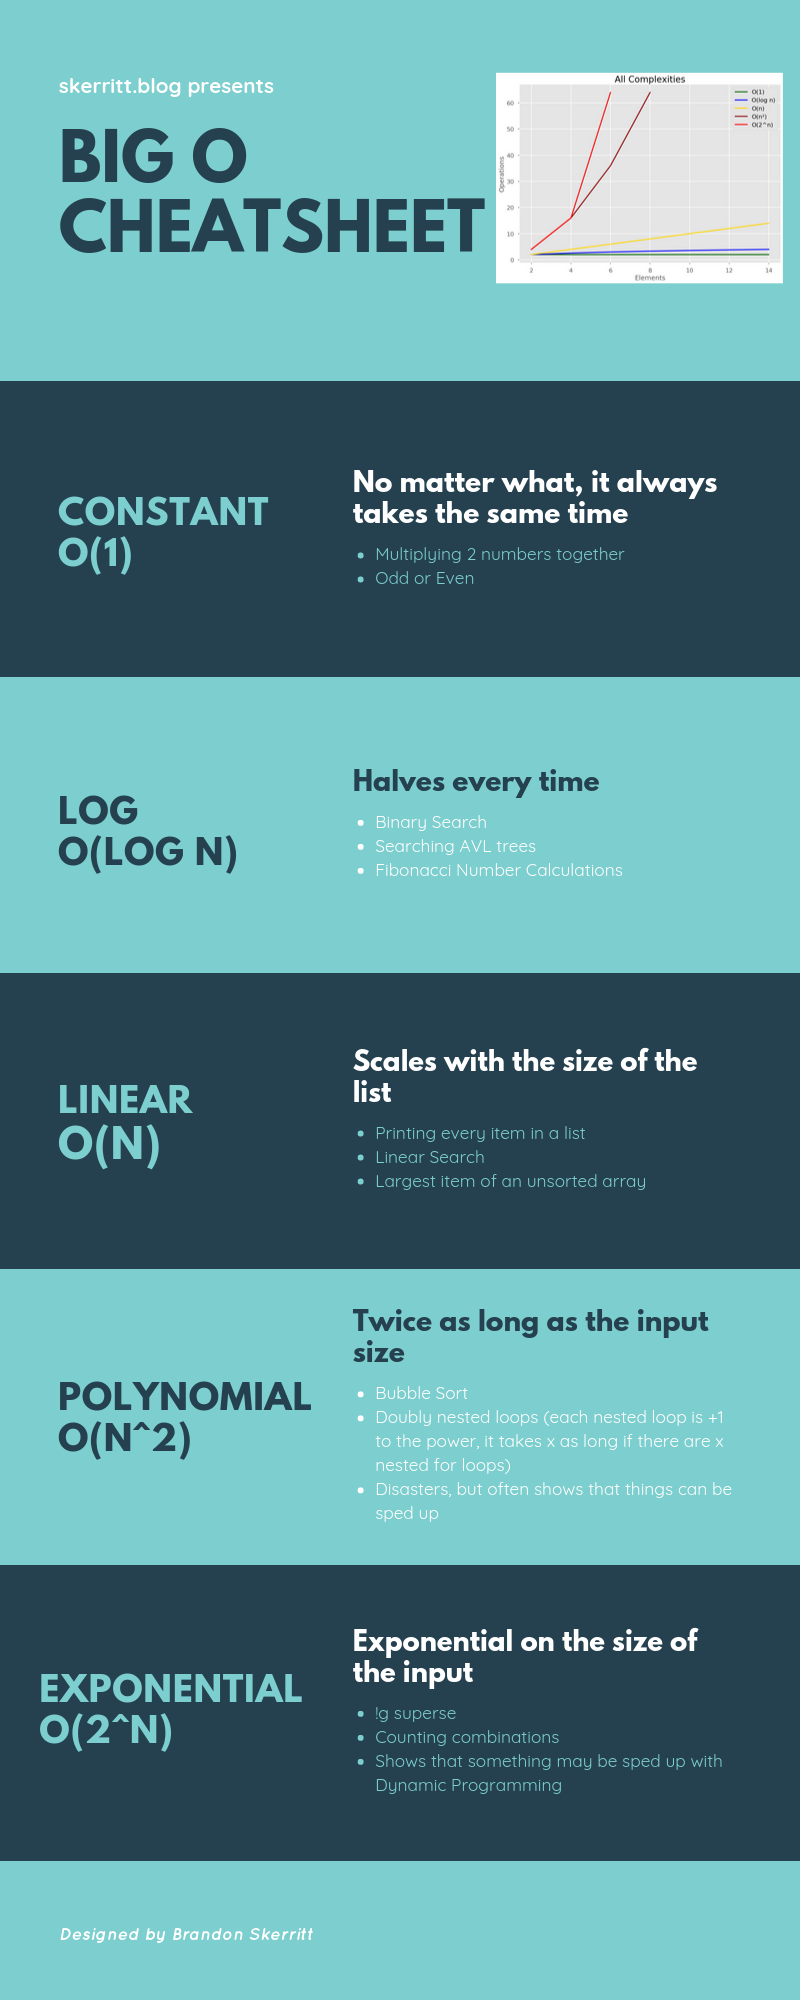 skerritt.blog presents
BIG O
CHEATSHEET
All Complexities
O(1)
O(log n)
O(n)
O(n²)
O(2^n)
Operations
60
50
40
30
20
10
0
2 4 6 8 10 12 14
Elements
CONSTANT
O(1)
No matter what, it always
takes the same time
Multiplying 2 numbers together
Odd or Even
LOG
O(LOG N)
Halves every time
Binary Search
Searching AVL trees
Fibonacci Number Calculations
LINEAR
O(N)
Scales with the size of the
list
Printing every item in a list
Linear Search
Largest item of an unsorted array
POLYNOMIAL
O(N^2)
Twice as long as the input
size
Bubble Sort
Doubly nested loops (each nested loop is +1
to the power, it takes x as long if there are x
nested for loops)
Disasters, but often shows that things can be
sped up
EXPONENTIAL
O(2^N)
Exponential on the size of
the input
!g superse
Counting combinations
Shows that something may be sped up with
Dynamic Programming
Designed by Brandon Skerritt